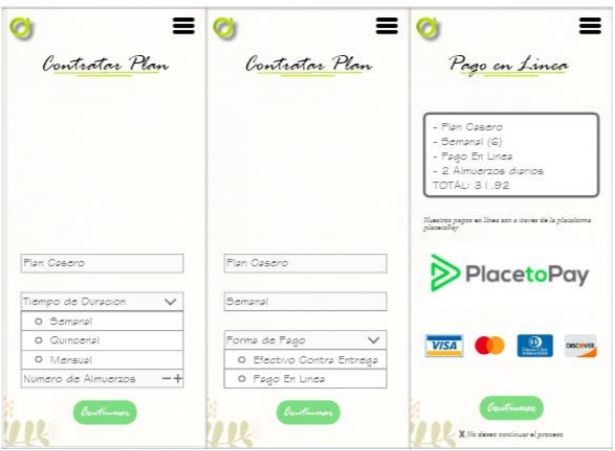 Contratar Plan
Plan Casero
Tiempo de Duracion
Semanal
Quincenal
Mensual
Numero de Almuerzos
Continuar
Contratar Plan
Plan Casero
Semanal
Forma de Pago
Efectivo Contra Entrega
Pago En Linea
Continuar
Pago en Linea
- Plan Casero
- Semanal (6)
- Pago En Linea
- 2 Almuerzos diarios
TOTAL: 31.92
Nuestros pagos en linea son a traves de la plataforma
placetoPay
PlacetoPay
VISA
Diners Club
DISCOVER
Continuar
X No deseo continuar el proceso